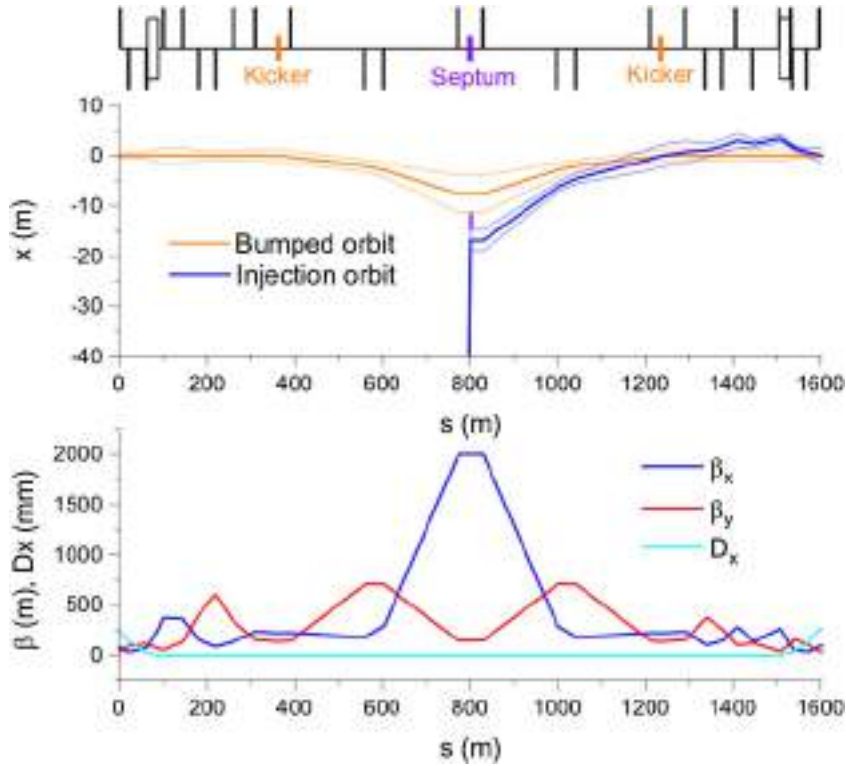 Kicker Septum Kicker
10
0
-10
-20
-30
-40
x (m)
Bumped orbit
Injection orbit
0 200 400 600 800 1000 1200 1400 1600
s (m)
2000
1500
1000
500
0
β (m), Dx (mm)
βx
βy
Dx
0 200 400 600 800 1000 1200 1400 1600
s (m)